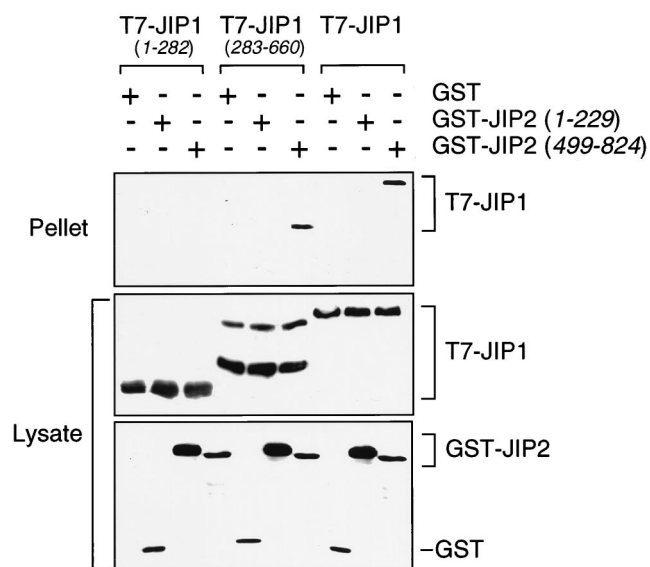 T7-JIP1 T7-JIP1 T7-JIP1
(1-282) (283-660)
+ - - + - - + - - GST
- + - - + - - + - GST-JIP2 (1-229)
- - + - - + - - + GST-JIP2 (499-824)
Pellet T7-JIP1
T7-JIP1
Lysate GST-JIP2
-GST